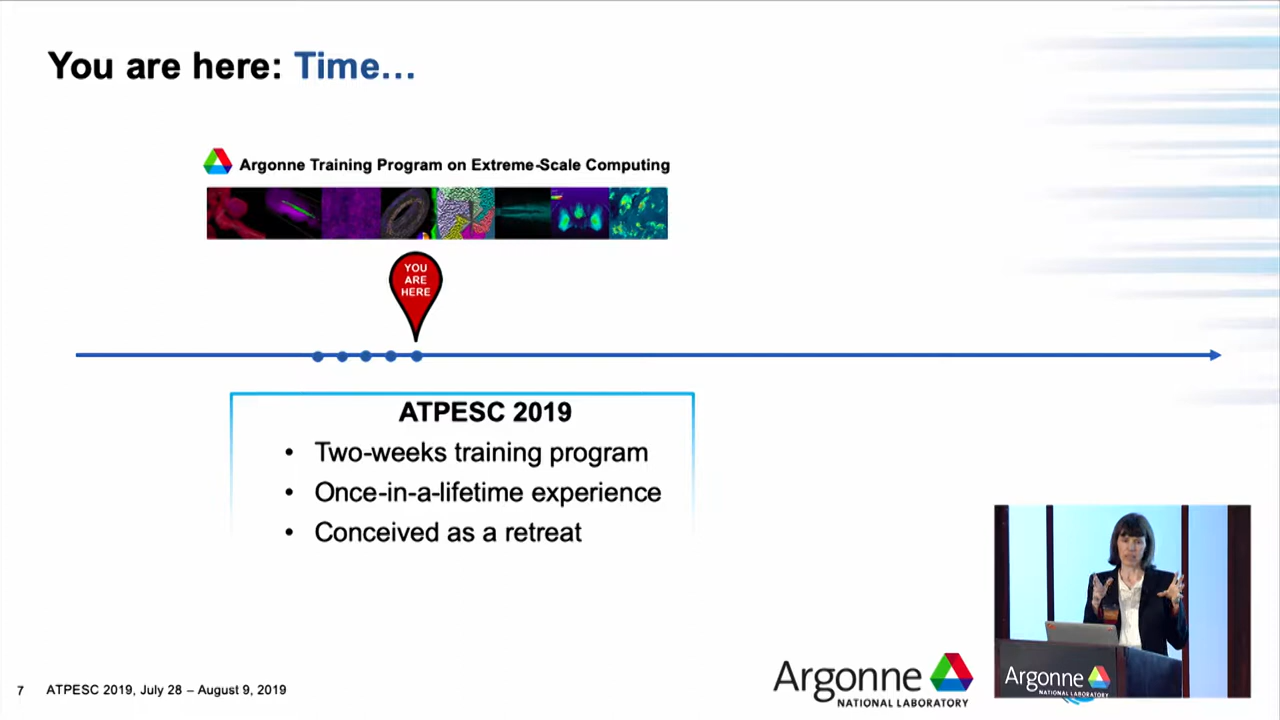 You are here: Time...
Argonne Training Program on Extreme-Scale Computing
YOU
ARE
HERE
ATPESC 2019
• Two-weeks training program
• Once-in-a-lifetime experience
• Conceived as a retreat
Argonne
NATIONAL LABORATORY
Argonne
NATIONAL LABORATORY
7 ATPESC 2019, July 28 – August 9, 2019